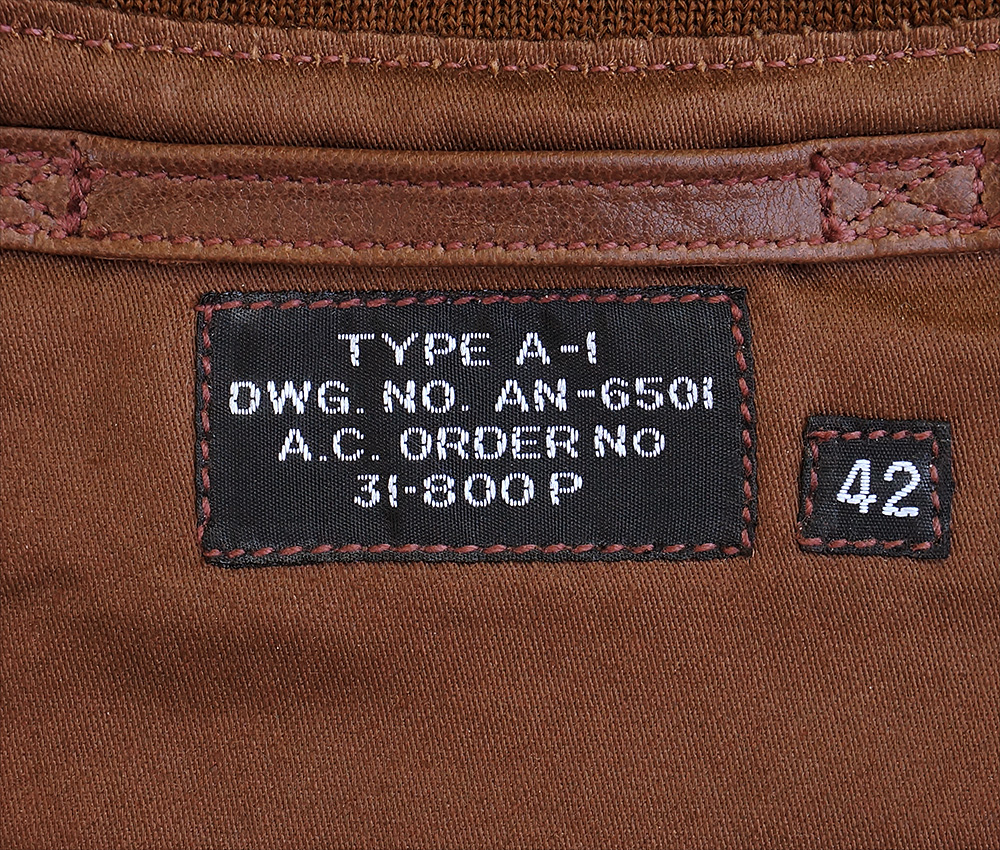 TYPE A-1
DWG. NO. AN-6501
A.C. ORDER NO
31-800 P
42